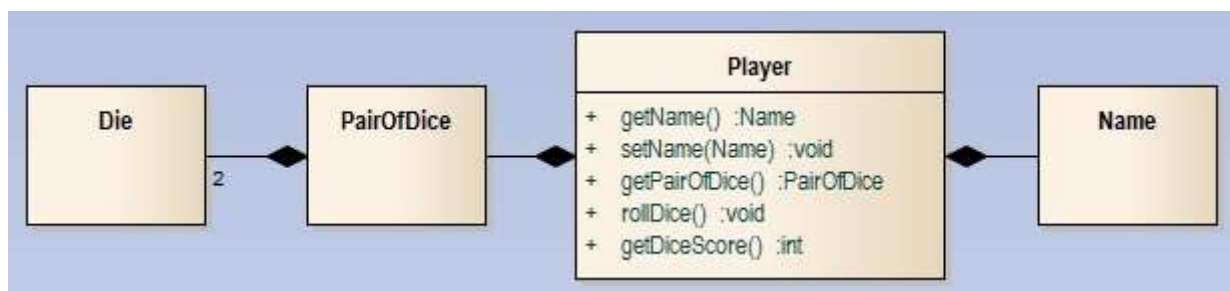 Die
2
PairOfDice
Player
+ getName() :Name
+ setName(Name) :void
+ getPairOfDice() :PairOfDice
+ rollDice() :void
+ getDiceScore() :int
Name